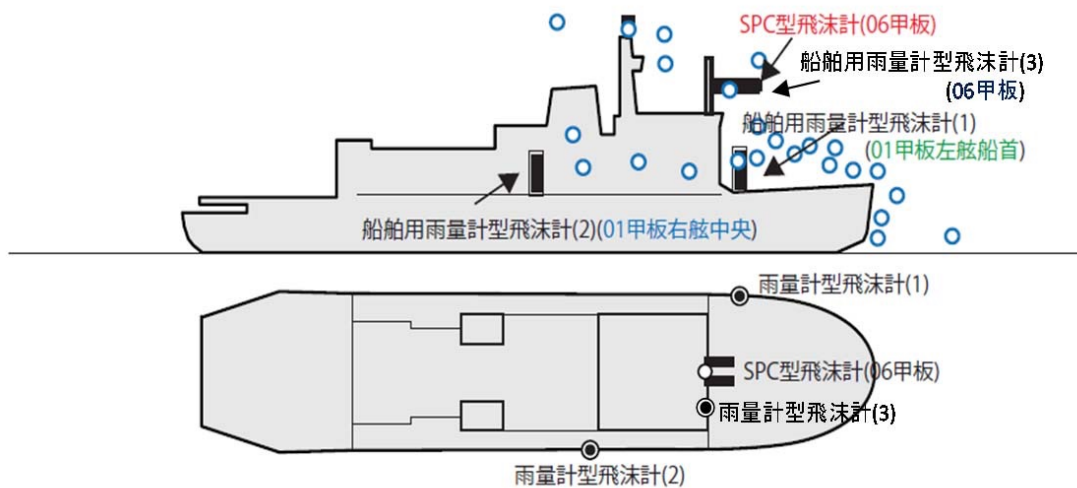 SPC型飛沫計(06甲板)
船舶用雨量計型飛沫計(3)
(06甲板)
船舶用雨量計型飛沫計(1)
(01甲板左舷船首)
船舶用雨量計型飛沫計(2)(01甲板右舷中央)
雨量計型飛沫計(1)
SPC型飛沫計(06甲板)
雨量計型飛沫計(3)
雨量計型飛沫計(2)